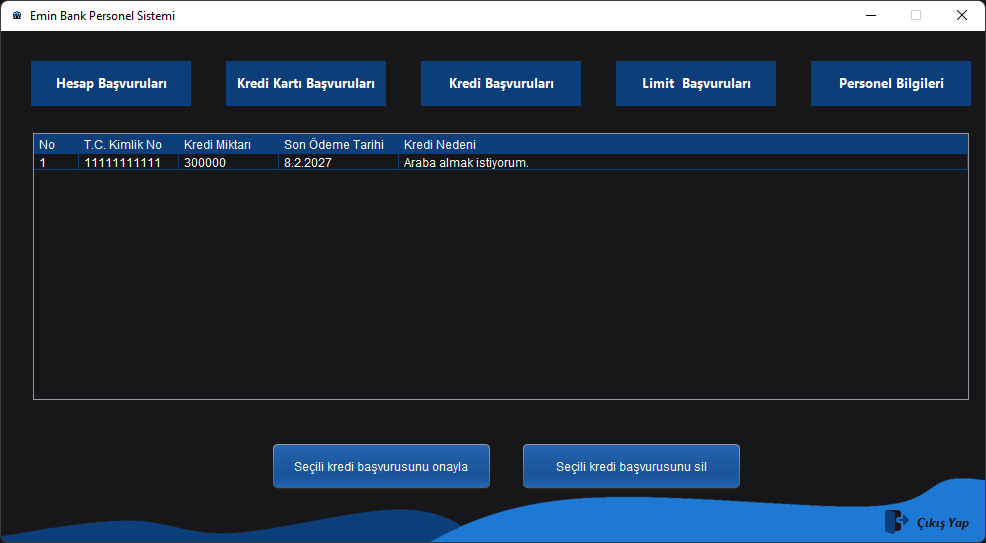 Emin Bank Personel Sistemi
Hesap Başvuruları Kredi Kartı Başvuruları Kredi Başvuruları Limit Başvuruları Personel Bilgileri
No T.C. Kimlik No Kredi Miktarı Son Ödeme Tarihi Kredi Nedeni
1 11111111111 300000 8.2.2027 Araba almak istiyorum.
Seçili kredi başvurusunu onayla Seçili kredi başvurusunu sil
Çıkış Yap